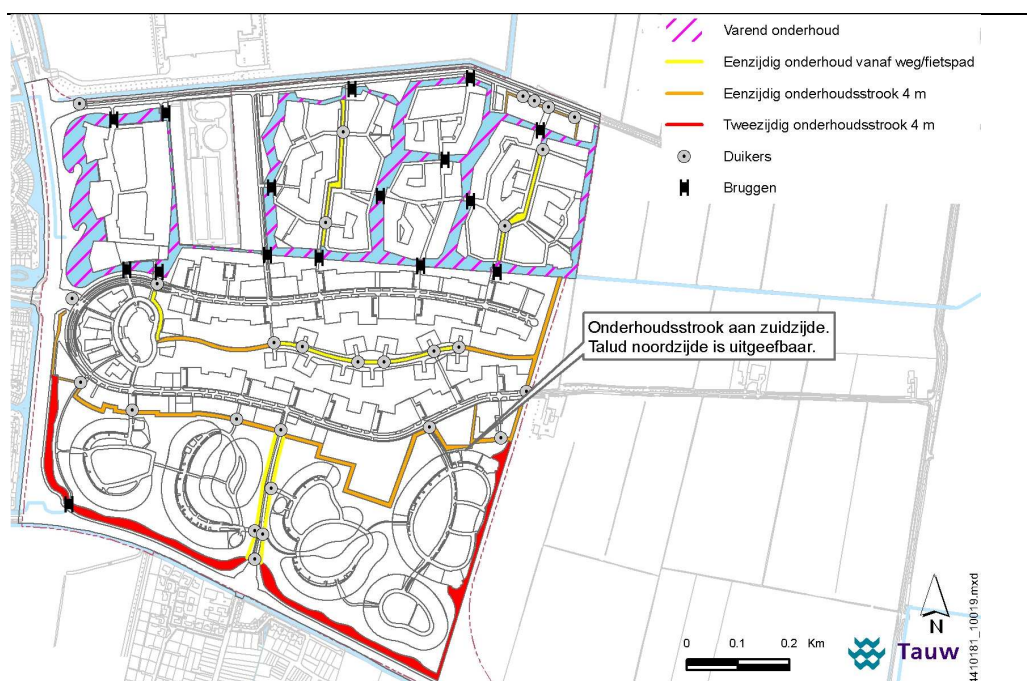 Varend onderhoud
Eenzijdig onderhoud vanaf weg/fietspad
Eenzijdig onderhoudsstrook 4 m
Tweezijdig onderhoudsstrook 4 m
Duikers
Bruggen
Onderhoudsstrook aan zuidzijde.
Talud noordzijde is uitgeefbaar.
0 0.1 0.2 Km
Tauw
N
4410181_10019.mxd